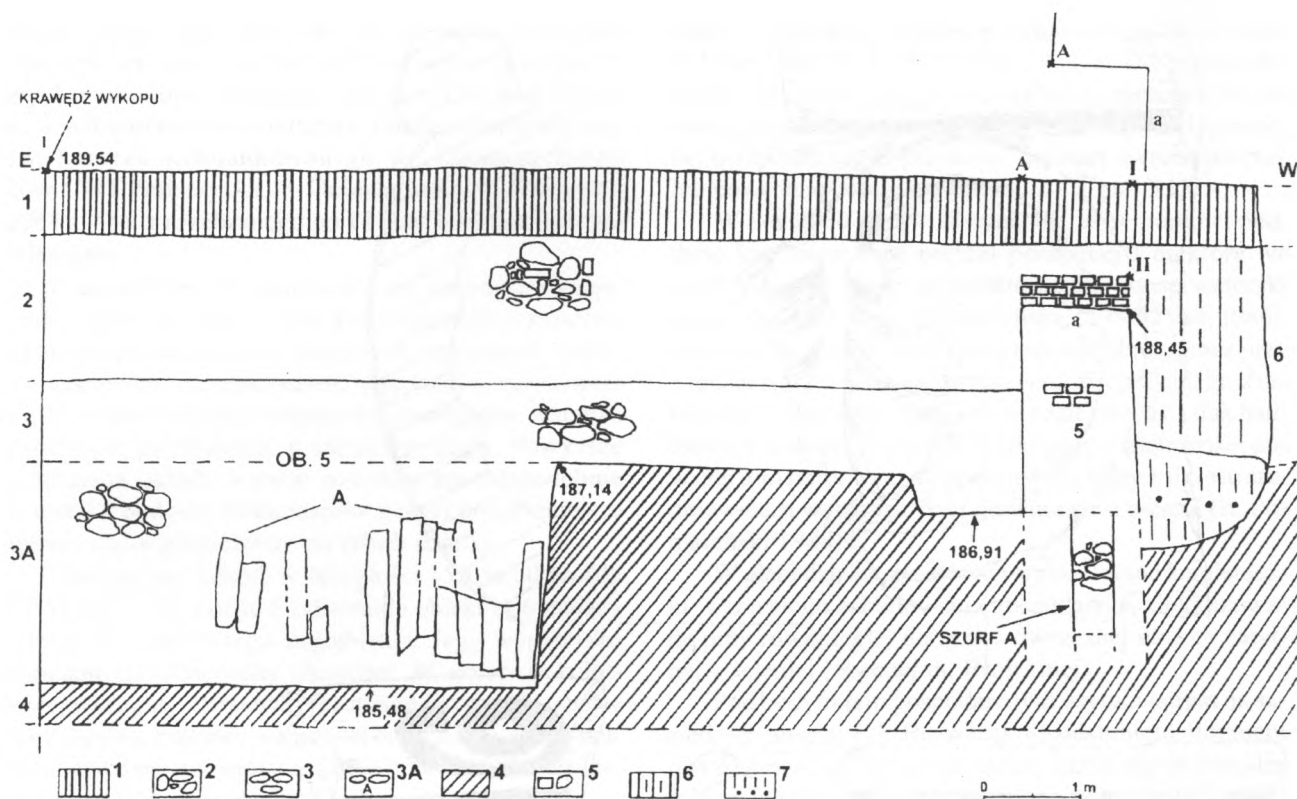 A
KRAWĘDŹ WYKOPU
a
E 189,54 A I W
1
II
2
a
188,45 6
3
5
OB. 5
A 187,14
7
3A
186,91
SZURF A
4 185,48
1 2 3 A 3A 4 5 6 7
0 1 m